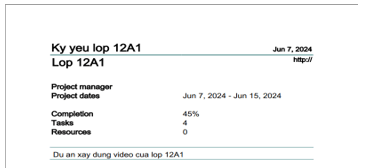 Ky yeu lop 12A1 Jun 7, 2024
Lop 12A1 http://
Project manager
Project dates Jun 7, 2024 - Jun 15, 2024
Completion 45%
Tasks 4
Resources 0
Du an xay dung video cua lop 12A1